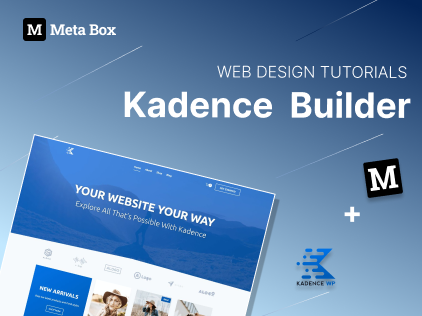 M Meta Box
WEB DESIGN TUTORIALS
Kadence Builder
YOUR WEBSITE YOUR WAY
Explore All That's Possible With Kadence
NEW ARRIVALS
M
+
KADENCE WP